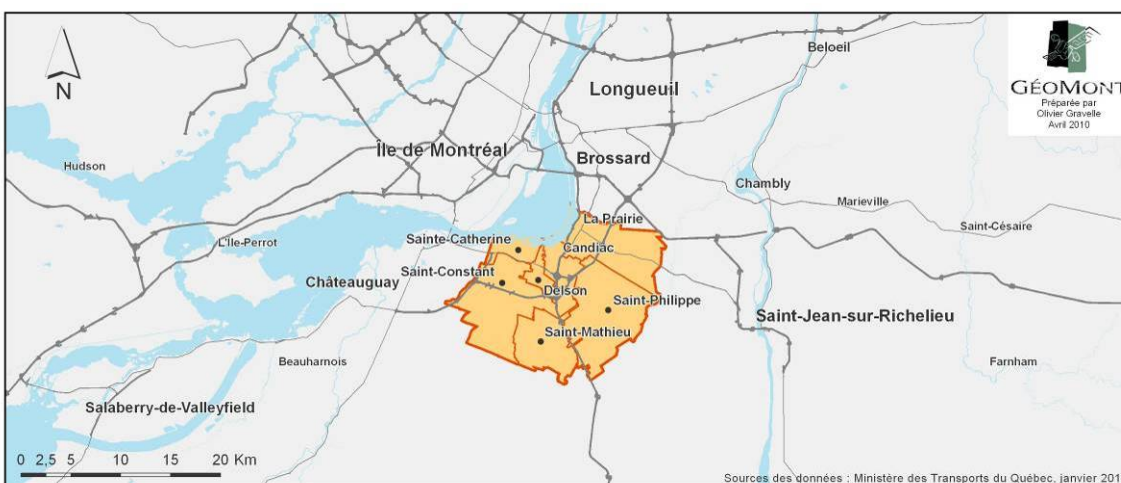 N
GÉOMONT
Préparée par
Olivier Gravelle
Avril 2010
Beloeil
Longueuil
Île de Montréal
Brossard
Hudson
Chambly
Marieville
La Prairie
Saint-Césaire
L'Ile-Perrot
Sainte-Catherine
Candiac
Saint-Constant
Châteauguay
Delson
Saint-Philippe
Saint-Jean-sur-Richelieu
Saint-Mathieu
Beauharnois
Farnham
Salaberry-de-Valleyfield
0 2,5 5 10 15 20 Km
Sources des données : Ministère des Transports du Québec, janvier 201